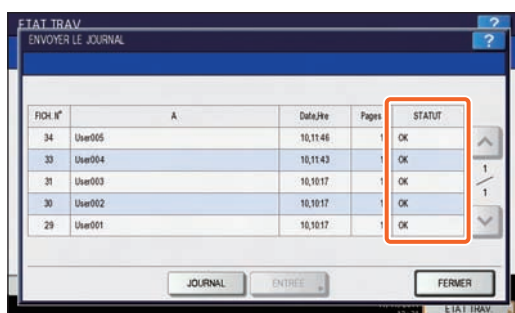 ETAT TRAV.
?
ENVOYER LE JOURNAL
?
FICH. N° A Date,Hre Pages STATUT
34 User005 10,11:46 1 OK
33 User004 10,11:43 1 OK
31 User003 10,10:17 1 OK
30 User002 10,10:17 1 OK
29 User001 10,10:17 1 OK
1
1
JOURNAL ENTRÉE FERMER
ETAT TRAV.